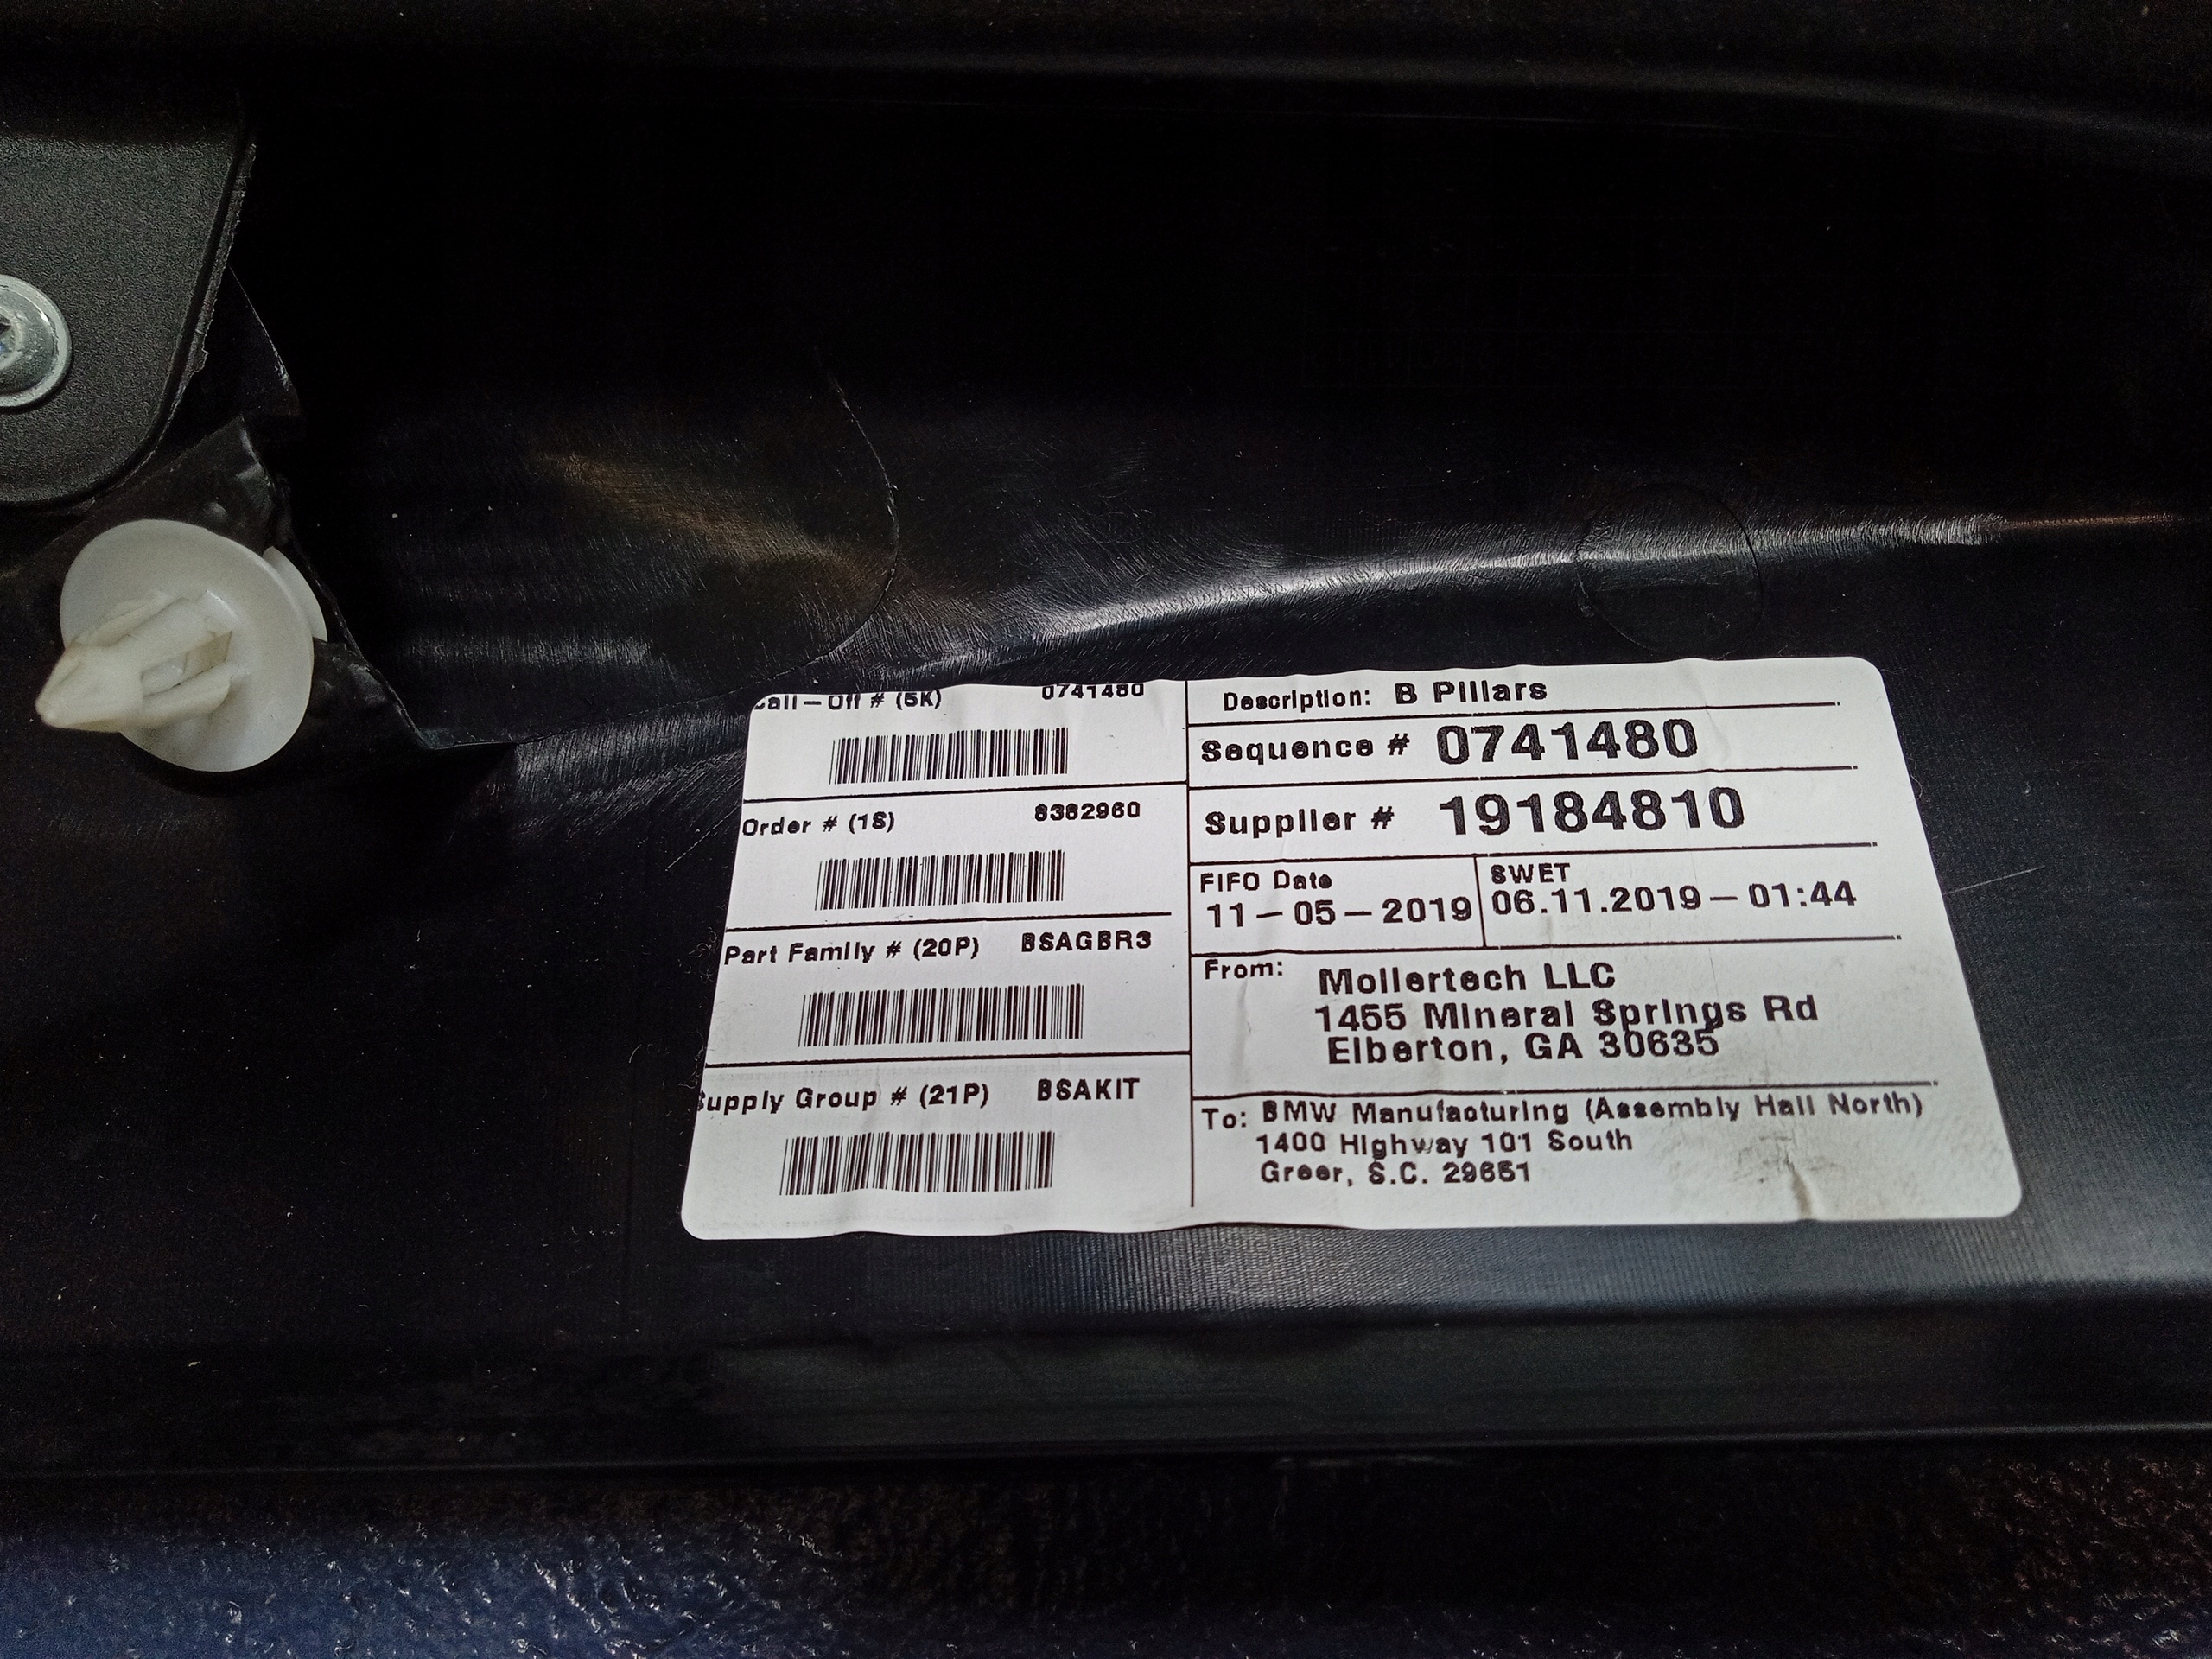 Call-Off # (5K) 0741480
Order # (1S) 8362960
Part Family # (20P) BSAGBR3
Supply Group # (21P) BSAKIT
Description: B Pillars
Sequence # 0741480
Supplier # 19184810
FIFO Date
11-05-2019
SWET
06.11.2019-01:44
From: Mollertech LLC
1455 Mineral Springs Rd
Elberton, GA 30635
To: BMW Manufacturing (Assembly Hall North)
1400 Highway 101 South
Greer, S.C. 29651